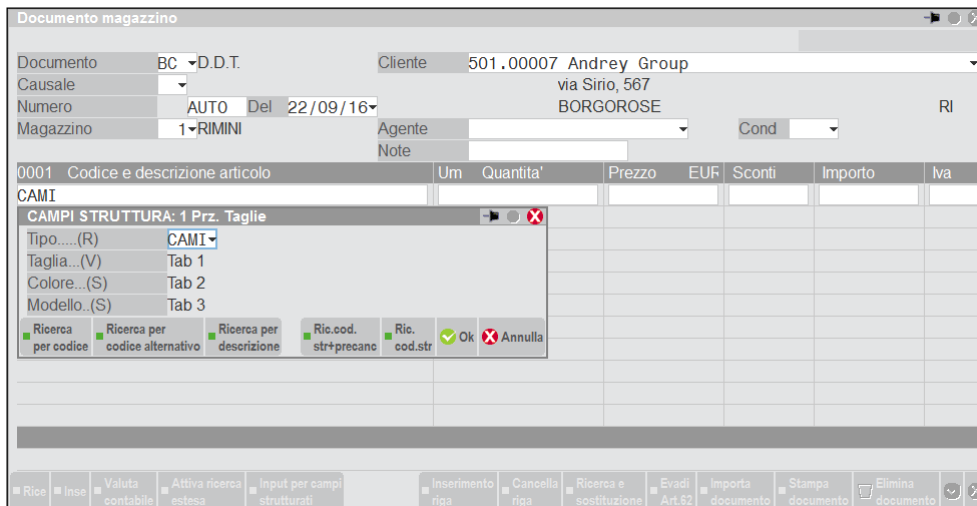 Documento magazzino
Documento BC D.D.T. Cliente 501.00007 Andrey Group
Causale via Sirio, 567
Numero AUTO Del 22/09/16 BORGOROSE RI
Magazzino 1 RIMINI Agente Cond
Note
0001 Codice e descrizione articolo Um Quantita' Prezzo EUR Sconti Importo Iva
CAMI
CAMPI STRUTTURA: 1 Prz. Taglie
Tipo.....(R) CAMI
Taglia...(V) Tab 1
Colore...(S) Tab 2
Modello..(S) Tab 3
Ricerca per codice Ricerca per codice alternativo Ricerca per descrizione Ric.cod. str+precanc Ric. cod.str Ok Annulla
Rice Inse Valuta contabile Attiva ricerca estesa Input per campi strutturati Inserimento riga Cancella riga Ricerca e sostituzione Evadi Art.62 Importa documento Stampa documento Elimina documento